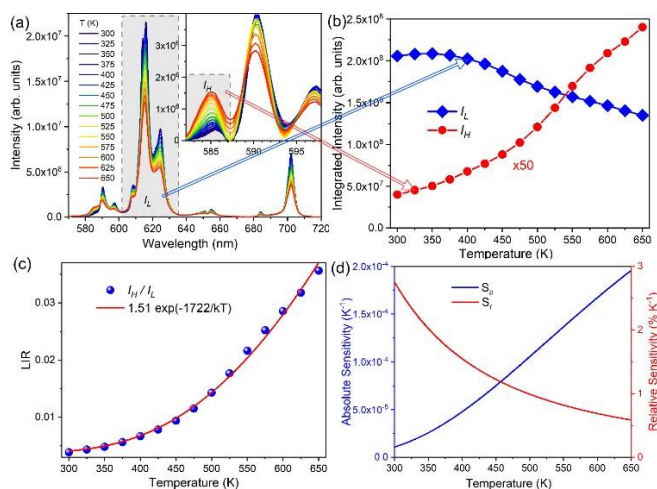 (a)
T (K)
300
325
350
375
400
425
450
475
500
525
550
575
600
625
650
2.0x10⁷
1.5x10⁷
1.0x10⁷
5.0x10⁶
0.0
Intensity (arb. units)
580 600 620 640 660 680 700 720
Wavelength (nm)
I_L
I_H
3x10⁶
2x10⁶
585 590 595
(b)
2.5x10⁸
2.0x10⁸
1.5x10⁸
1.0x10⁸
5.0x10⁷
0.0
Integrated intensity (arb. units)
I_L
I_H
x50
300 350 400 450 500 550 600 650
Temperature (K)
(c)
I_H / I_L
1.51 exp(-1722/kT)
0.03
0.02
0.01
LIR
300 350 400 450 500 550 600 650
Temperature (K)
(d)
S_a
S_r
2.0x10⁻⁴
1.5x10⁻⁴
5.0x10⁻⁵
0.0
Absolute Sensitivity (K⁻¹)
3
2
1
0
Relative Sensitivity (% K⁻¹)
300 350 400 450 500 550 600 650
Temperature (K)